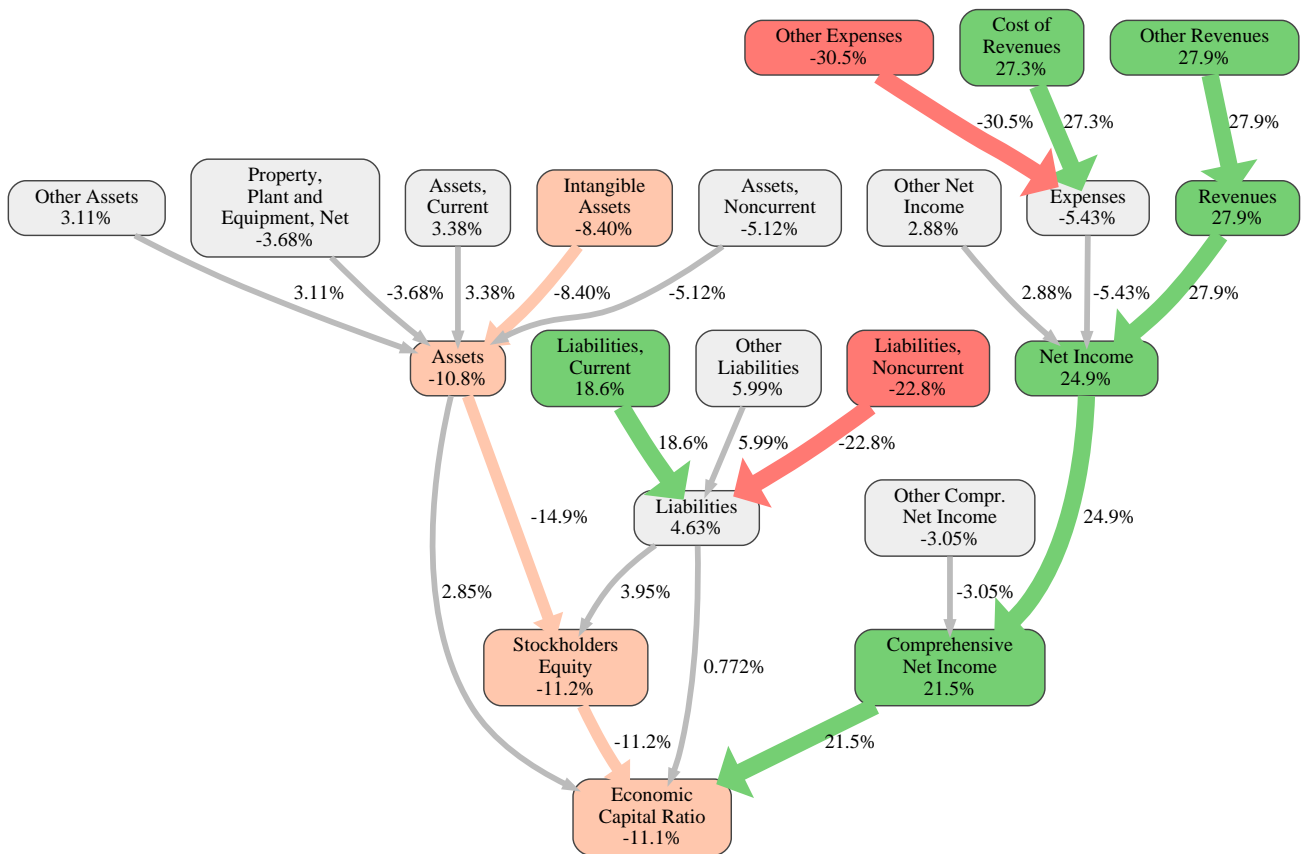 Other Expenses
-30.5%
Cost of
Revenues
27.3%
Other Revenues
27.9%
-30.5%
27.3%
27.9%
Other Assets
3.11%
Property,
Plant and
Equipment, Net
-3.68%
Assets,
Current
3.38%
Intangible
Assets
-8.40%
Assets,
Noncurrent
-5.12%
Other Net
Income
2.88%
Expenses
-5.43%
Revenues
27.9%
3.11%
-3.68%
3.38%
-8.40%
-5.12%
2.88%
-5.43%
27.9%
Assets
-10.8%
Liabilities,
Current
18.6%
Other
Liabilities
5.99%
Liabilities,
Noncurrent
-22.8%
Net Income
24.9%
18.6%
5.99%
-22.8%
Liabilities
4.63%
Other Compr.
Net Income
-3.05%
-14.9%
24.9%
2.85%
3.95%
-3.05%
Stockholders
Equity
-11.2%
0.772%
Comprehensive
Net Income
21.5%
-11.2%
21.5%
Economic
Capital Ratio
-11.1%